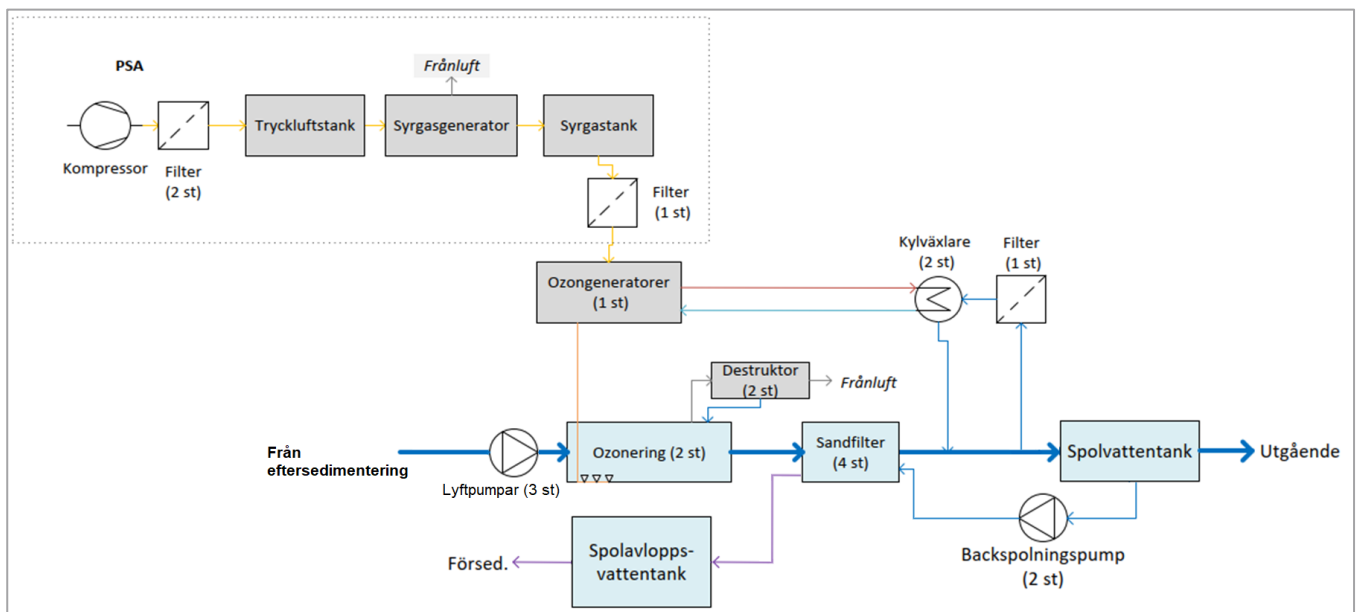 PSA
Frånluft
Tryckluftstank
Syrgasgenerator
Syrgastank
Kompressor
Filter
(2 st)
Filter
(1 st)
Kylväxlare
(2 st)
Filter
(1 st)
Ozongeneratorer
(1 st)
Destruktor
(2 st)
Frånluft
Från
eftersedimentering
Lyftpumpar (3 st)
Ozonering (2 st)
Sandfilter
(4 st)
Spolvattentank
Utgående
Försed.
Spolavlopps-
vattentank
Backspolningspump
(2 st)